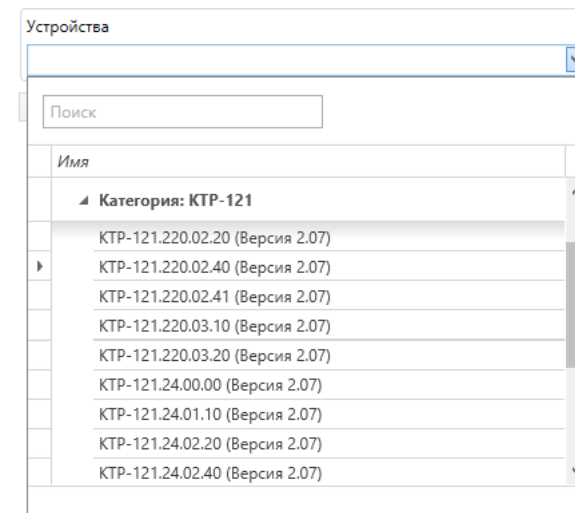 Устройства
Поиск
Имя
Категория: КТР-121
КТР-121.220.02.20 (Версия 2.07)
КТР-121.220.02.40 (Версия 2.07)
КТР-121.220.02.41 (Версия 2.07)
КТР-121.220.03.10 (Версия 2.07)
КТР-121.220.03.20 (Версия 2.07)
КТР-121.24.00.00 (Версия 2.07)
КТР-121.24.01.10 (Версия 2.07)
КТР-121.24.02.20 (Версия 2.07)
КТР-121.24.02.40 (Версия 2.07)